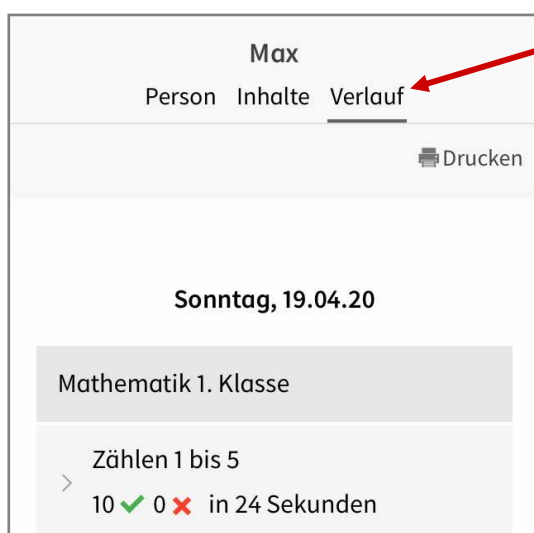 Max
Person Inhalte Verlauf
Drucken
Sonntag, 19.04.20
Mathematik 1. Klasse
Zählen 1 bis 5
10 ✔ 0 ✖ in 24 Sekunden